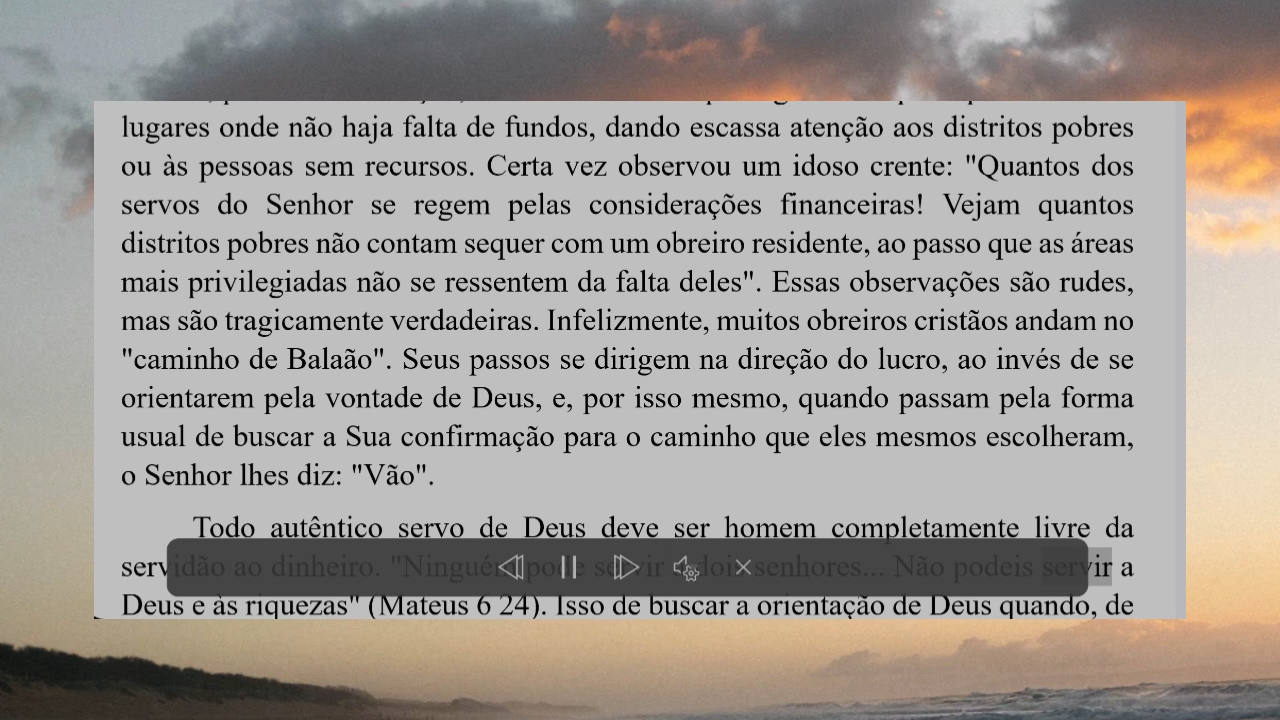 lugares onde não haja falta de fundos, dando escassa atenção aos distritos pobres
ou às pessoas sem recursos. Certa vez observou um idoso crente: "Quantos dos
servos do Senhor se regem pelas considerações financeiras! Vejam quantos
distritos pobres não contam sequer com um obreiro residente, ao passo que as áreas
mais privilegiadas não se ressentem da falta deles". Essas observações são rudes,
mas são tragicamente verdadeiras. Infelizmente, muitos obreiros cristãos andam no
"caminho de Balaão". Seus passos se dirigem na direção do lucro, ao invés de se
orientarem pela vontade de Deus, e, por isso mesmo, quando passam pela forma
usual de buscar a Sua confirmação para o caminho que eles mesmos escolheram,
o Senhor lhes diz: "Vão".
Todo autêntico servo de Deus deve ser homem completamente livre da
servidão ao dinheiro. "Ninguém pode servir a dois senhores... Não podeis servir a
Deus e às riquezas" (Mateus 6 24). Isso de buscar a orientação de Deus quando, de